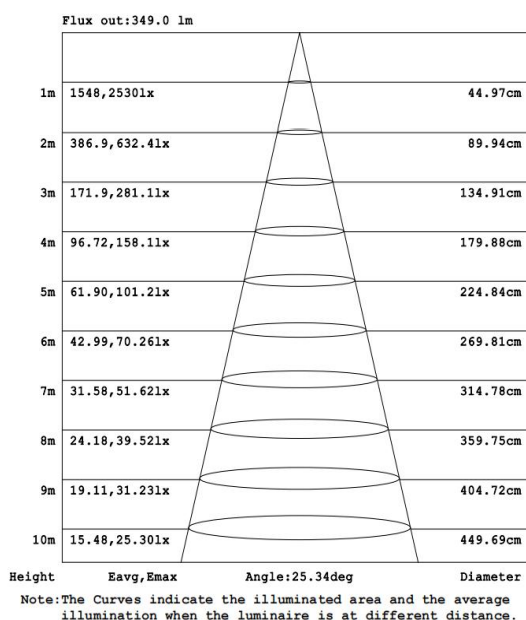 Flux out:349.0 lm
1m 1548,2530lx 44.97cm
2m 386.9,632.4lx 89.94cm
3m 171.9,281.1lx 134.91cm
4m 96.72,158.1lx 179.88cm
5m 61.90,101.2lx 224.84cm
6m 42.99,70.26lx 269.81cm
7m 31.58,51.62lx 314.78cm
8m 24.18,39.52lx 359.75cm
9m 19.11,31.23lx 404.72cm
10m 15.48,25.30lx 449.69cm
Height Eavg,Emax Angle:25.34deg Diameter
Note:The Curves indicate the illuminated area and the average
illumination when the luminaire is at different distance.